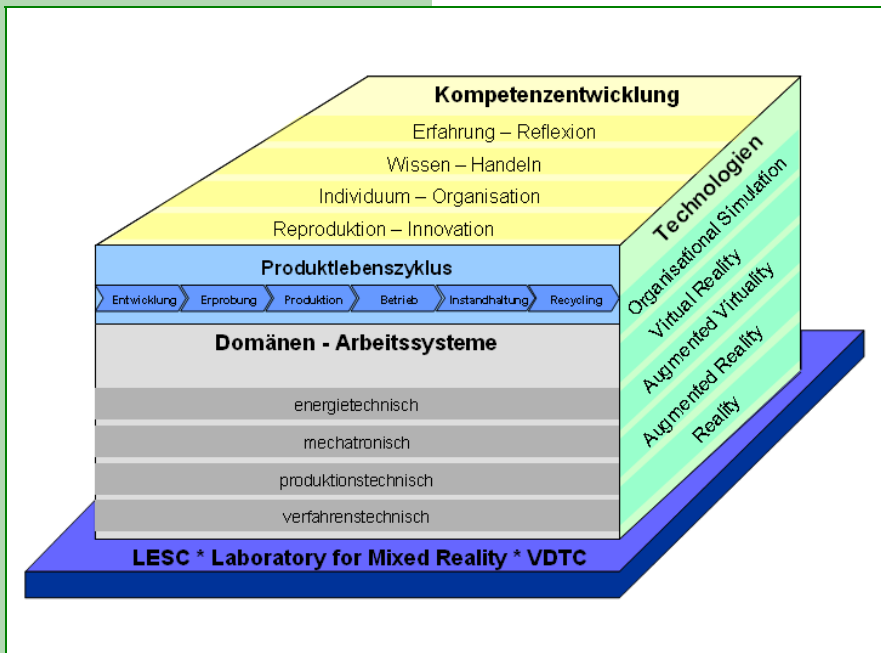 Kompetenzentwicklung
Erfahrung – Reflexion
Wissen – Handeln
Individuum – Organisation
Reproduktion – Innovation
Produktlebenszyklus
Entwicklung Erprobung Produktion Betrieb Instandhaltung Recycling
Domänen - Arbeitssysteme
energietechnisch
mechatronisch
produktionstechnisch
verfahrenstechnisch
Technologien
Organisational Simulation
Virtual Reality
Augmented Virtuality
Augmented Reality
Reality
LESC * Laboratory for Mixed Reality * VDTC